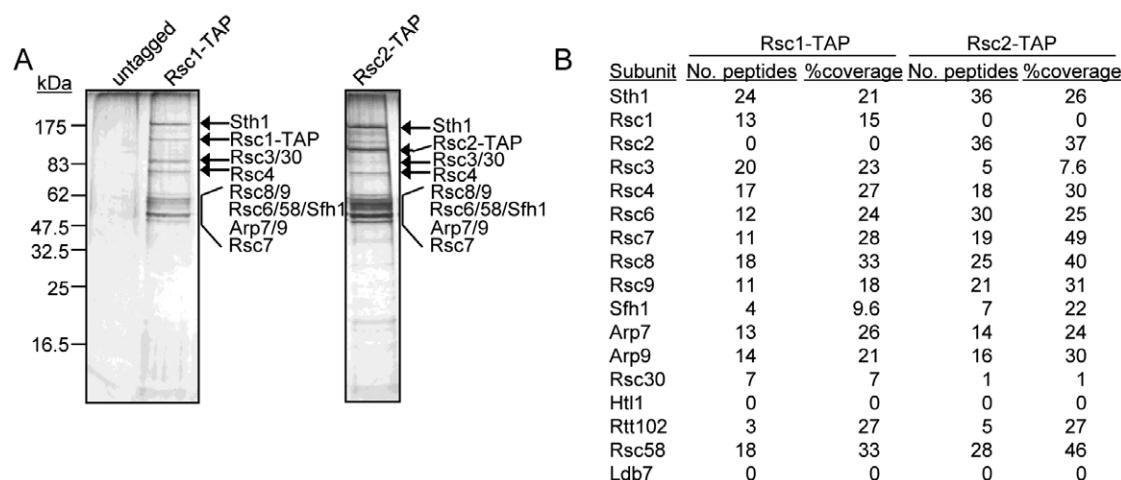 A
untagged
Rsc1-TAP
Rsc2-TAP
kDa
175
83
62
47.5
32.5
25
16.5
Sth1
Rsc1-TAP
Rsc3/30
Rsc4
Rsc8/9
Rsc6/58/Sfh1
Arp7/9
Rsc7
Sth1
Rsc2-TAP
Rsc3/30
Rsc4
Rsc8/9
Rsc6/58/Sfh1
Arp7/9
Rsc7
B
Rsc1-TAP Rsc2-TAP
Subunit No. peptides %coverage No. peptides %coverage
Sth1 24 21 36 26
Rsc1 13 15 0 0
Rsc2 0 0 36 37
Rsc3 20 23 5 7.6
Rsc4 17 27 18 30
Rsc6 12 24 30 25
Rsc7 11 28 19 49
Rsc8 18 33 25 40
Rsc9 11 18 21 31
Sfh1 4 9.6 7 22
Arp7 13 26 14 24
Arp9 14 21 16 30
Rsc30 7 7 1 1
Htl1 0 0 0 0
Rtt102 3 27 5 27
Rsc58 18 33 28 46
Ldb7 0 0 0 0